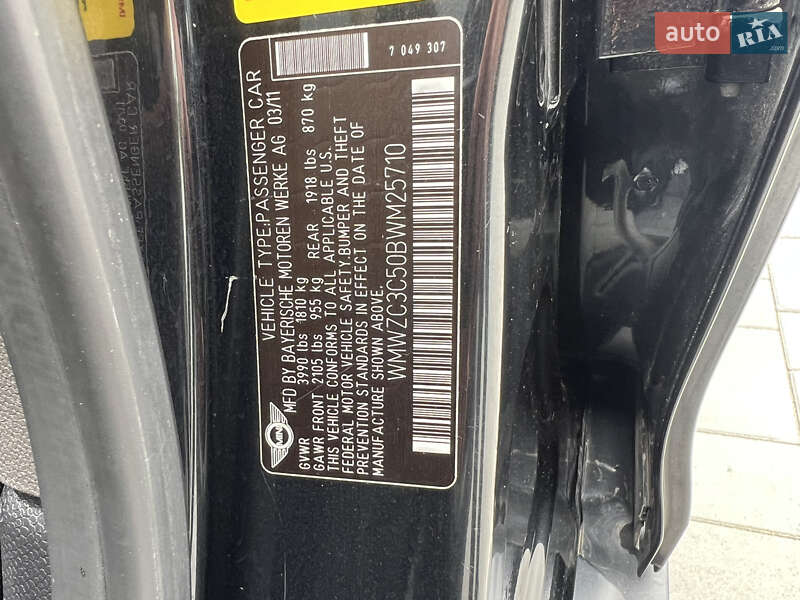 auto RIA .com
7 049 307
VEHICLE TYPE:PASSENGER CAR
MFD BY BAYERISCHE MOTOREN WERKE AG 03/11
GVWR 3990 lbs 1810 kg
GAWR FRONT 2105 lbs 955 kg REAR 1918 lbs 870 kg
THIS VEHICLE CONFORMS TO ALL APPLICABLE U.S.
FEDERAL MOTOR VEHICLE SAFETY,BUMPER AND THEFT
PREVENTION STANDARDS IN EFFECT ON THE DATE OF
MANUFACTURE SHOWN ABOVE.
WMWZC3C50BWM25710